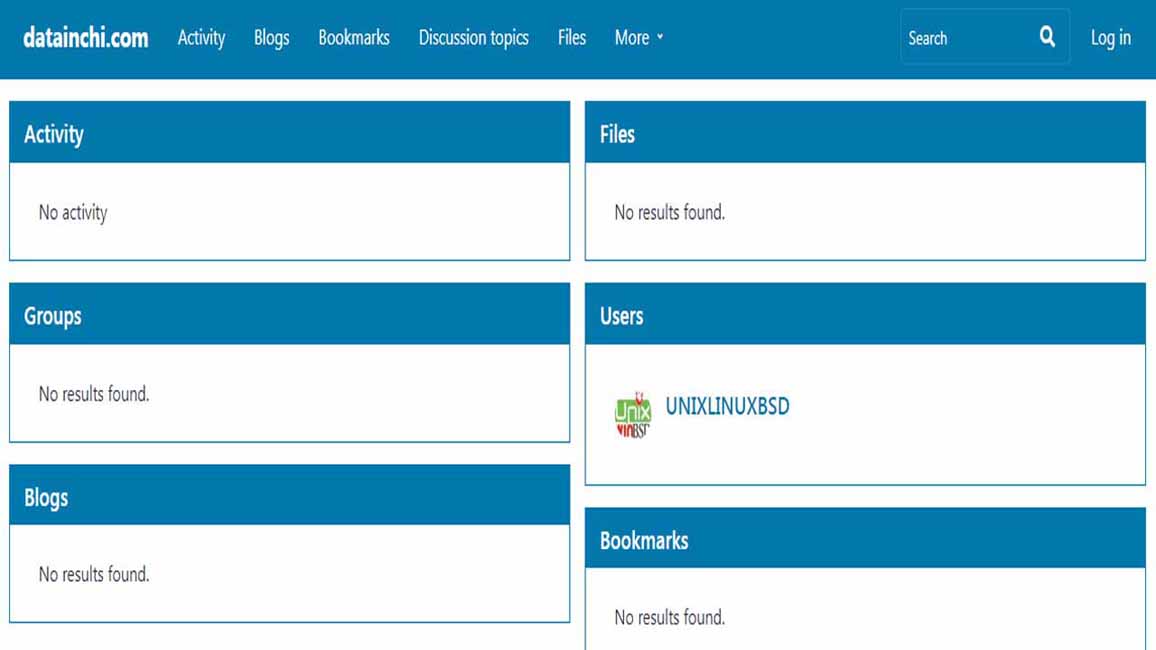 datainchi.com Activity Blogs Bookmarks Discussion topics Files More Search Log in
Activity
No activity
Groups
No results found.
Blogs
No results found.
Files
No results found.
Users
Unix
WINBSD
UNIXLINUXBSD
Bookmarks
No results found.